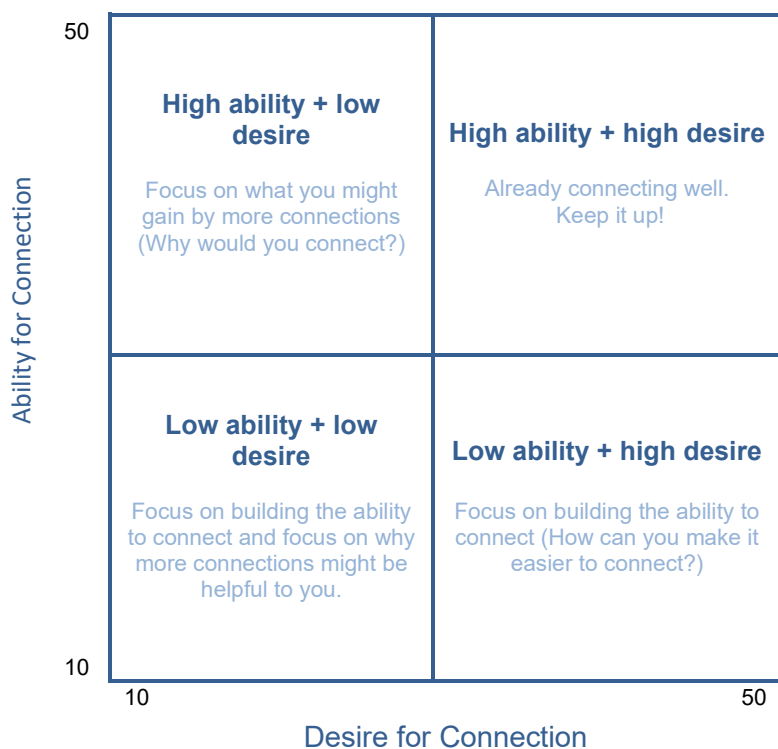 50
High ability + low
desire
Focus on what you might
gain by more connections
(Why would you connect?)
High ability + high desire
Already connecting well.
Keep it up!
Ability for Connection
Low ability + low
desire
Focus on building the ability
to connect and focus on why
more connections might be
helpful to you.
Low ability + high desire
Focus on building the ability to
connect (How can you make it
easier to connect?)
10
10
50
Desire for Connection